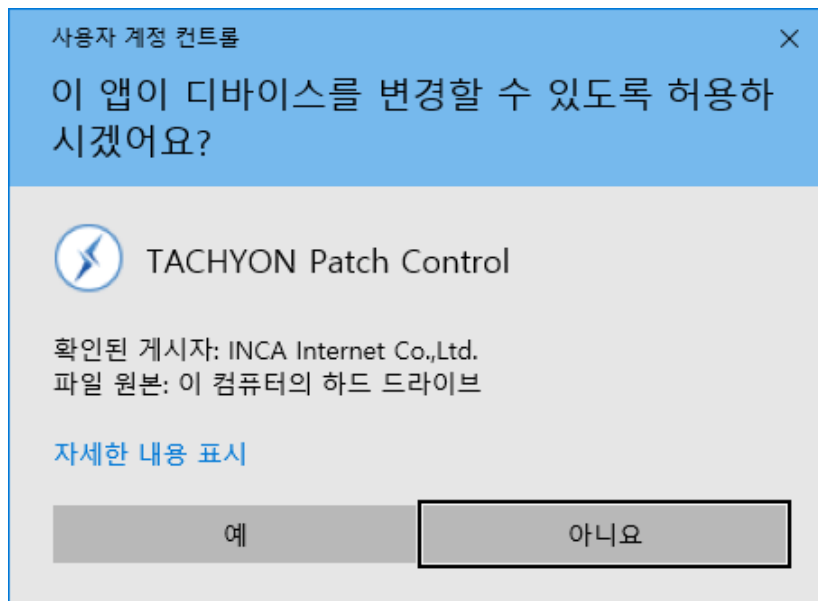 사용자 계정 컨트롤
이 앱이 디바이스를 변경할 수 있도록 허용하
시겠어요?
TACHYON Patch Control
확인된 게시자: INCA Internet Co.,Ltd.
파일 원본: 이 컴퓨터의 하드 드라이브
자세한 내용 표시
예
아니요